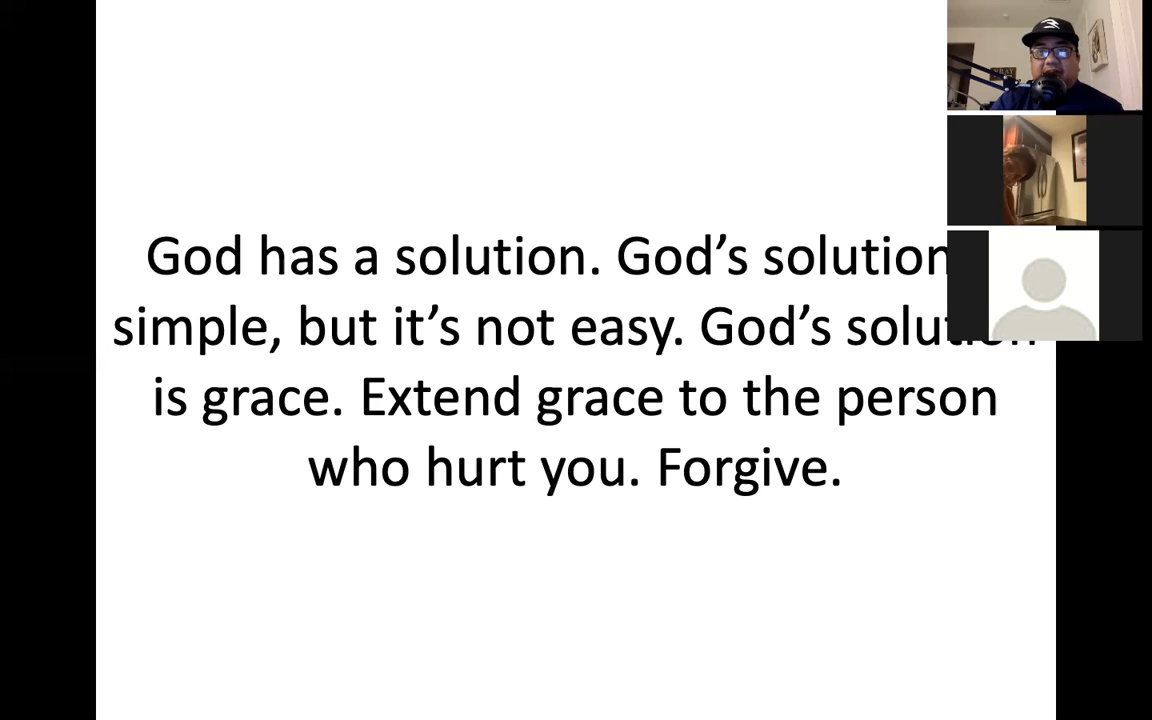 God has a solution. God’s solution
simple, but it’s not easy. God’s solution
is grace. Extend grace to the person
who hurt you. Forgive.